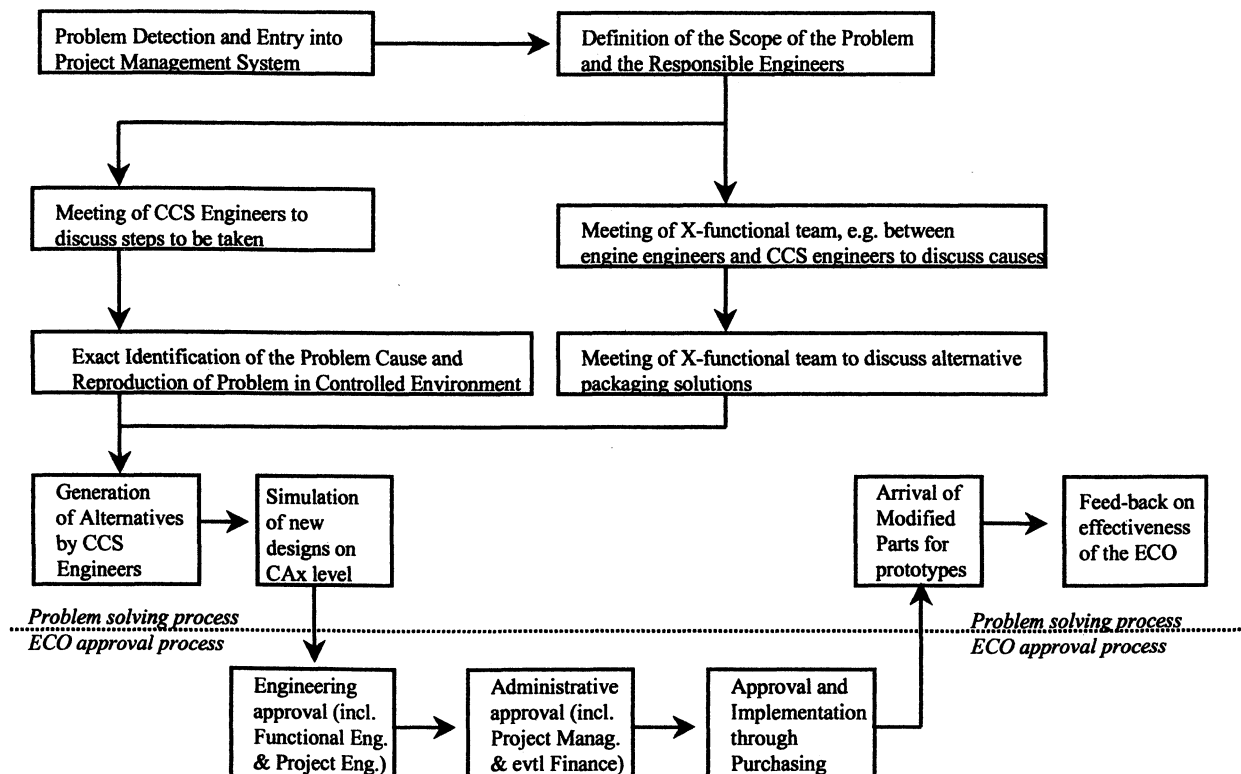 Problem Detection and Entry into
Project Management System
Definition of the Scope of the Problem
and the Responsible Engineers
Meeting of CCS Engineers to
discuss steps to be taken
Meeting of X-functional team, e.g. between
engine engineers and CCS engineers to discuss causes
Exact Identification of the Problem Cause and
Reproduction of Problem in Controlled Environment
Meeting of X-functional team to discuss alternative
packaging solutions
Generation
of Alternatives
by CCS
Engineers
Simulation
of new
designs on
CAx level
Arrival of
Modified
Parts for
prototypes
Feed-back on
effectiveness
of the ECO
Problem solving process
ECO approval process
Problem solving process
ECO approval process
Engineering
approval (incl.
Functional Eng.
& Project Eng.)
Administrative
approval (incl.
Project Manag.
& evtl Finance)
Approval and
Implementation
through
Purchasing